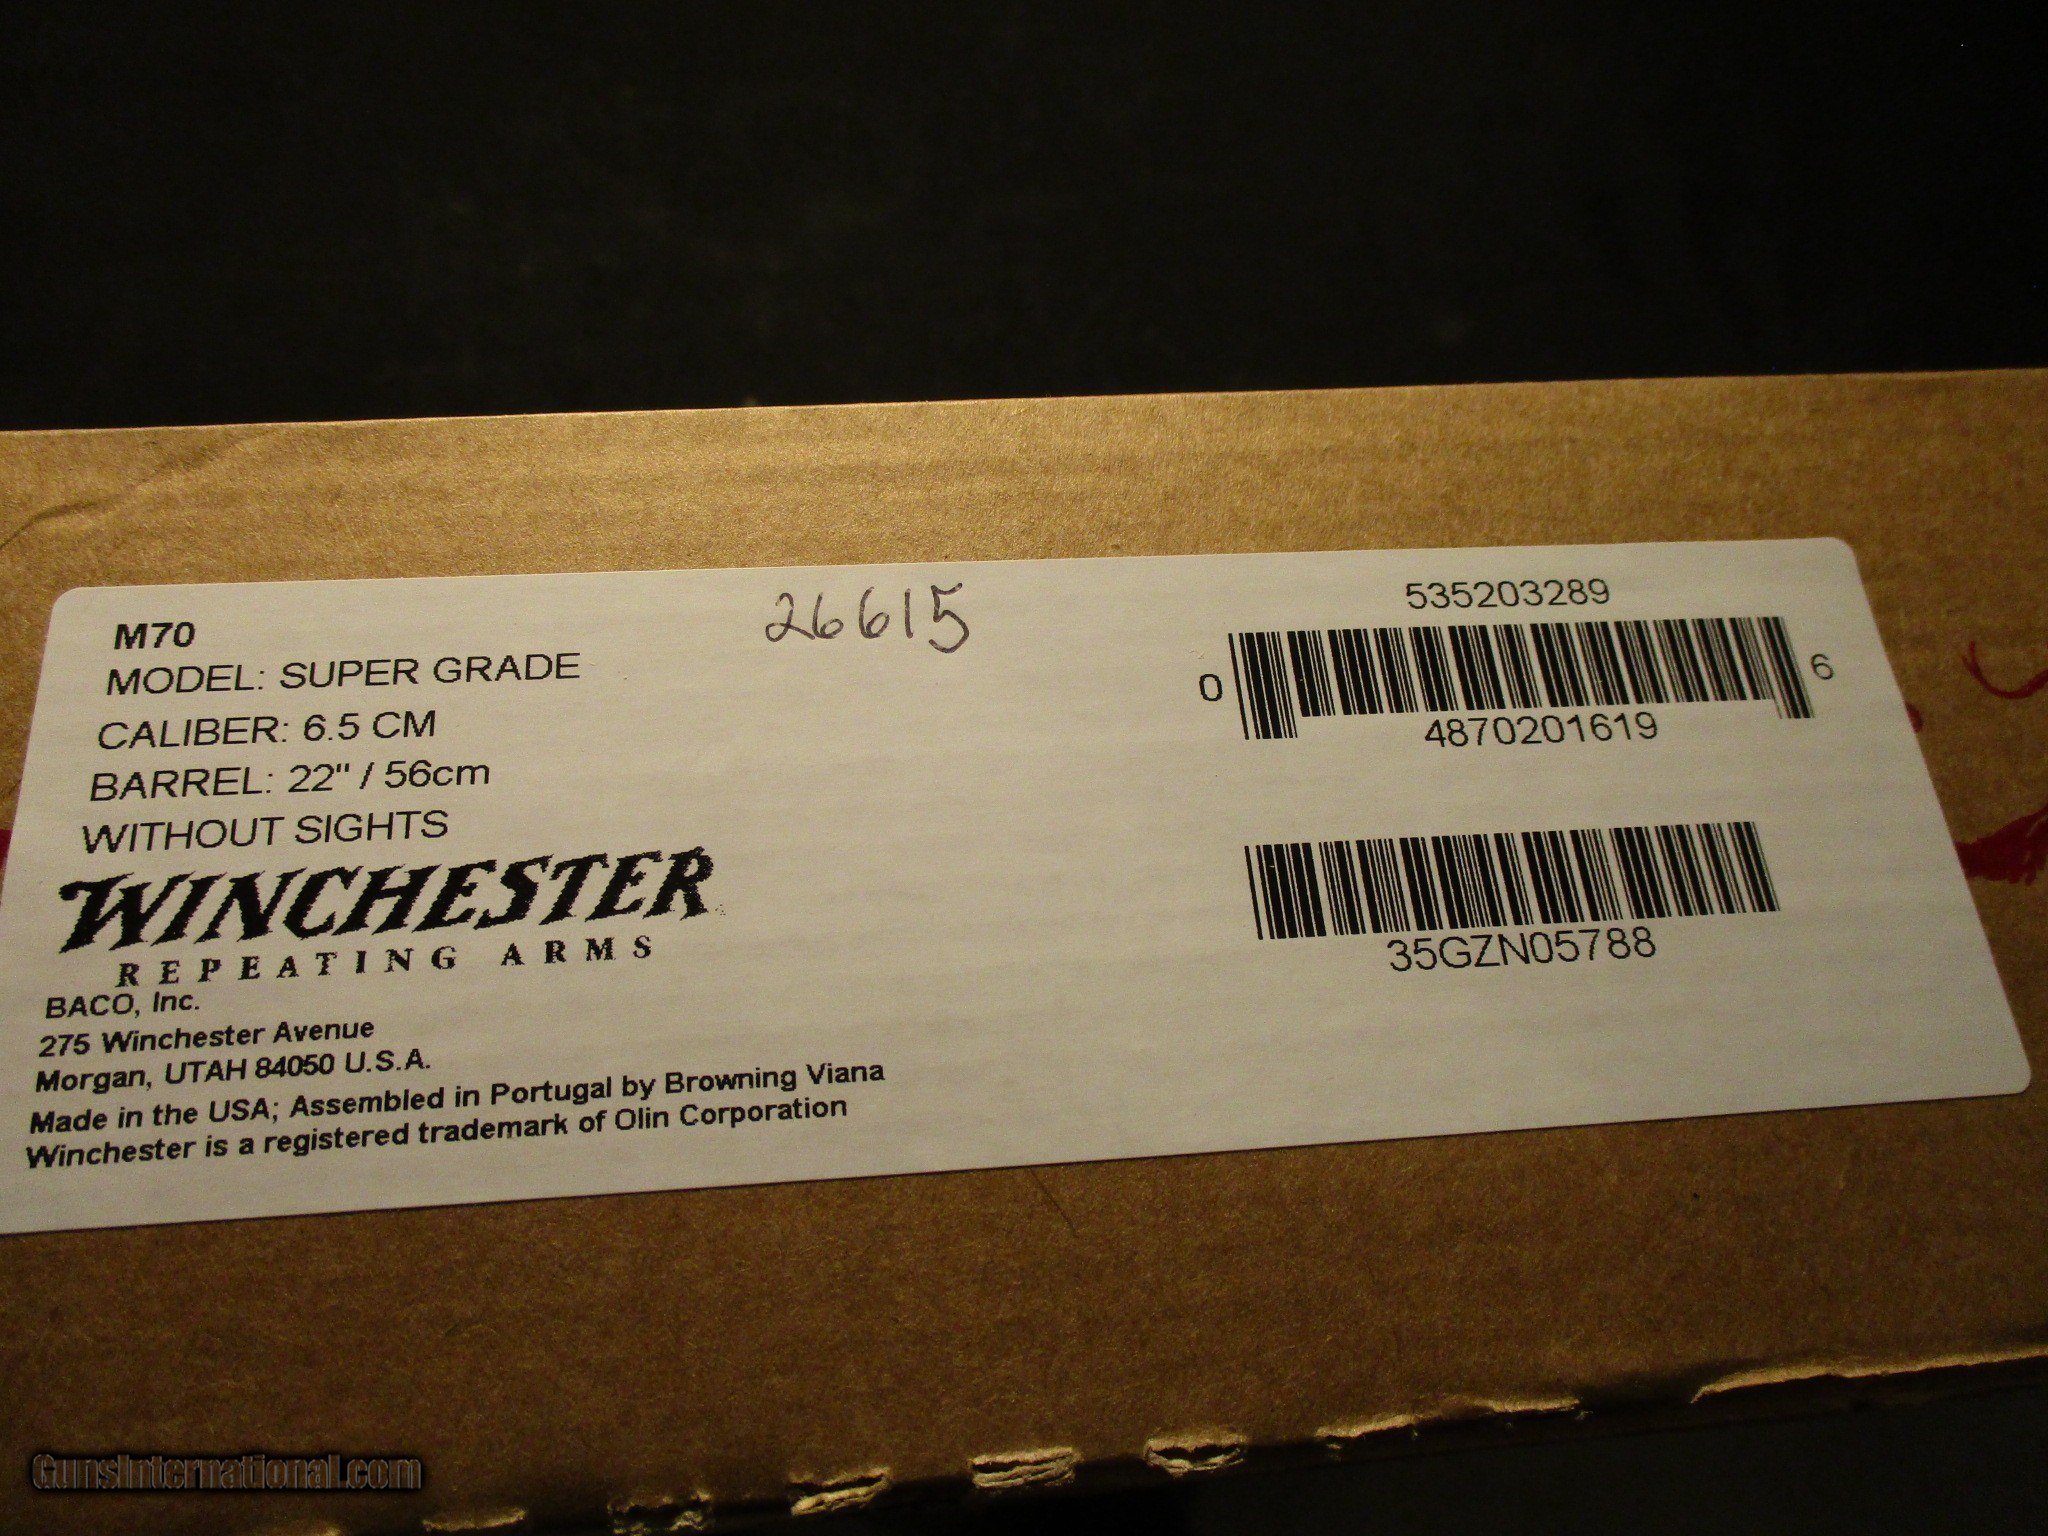 M70
MODEL: SUPER GRADE
CALIBER: 6.5 CM
BARREL: 22" / 56cm
WITHOUT SIGHTS
WINCHESTER
REPEATING ARMS
BACO, Inc.
275 Winchester Avenue
Morgan, UTAH 84050 U.S.A.
Made in the USA; Assembled in Portugal by Browning Viana
Winchester is a registered trademark of Olin Corporation
26615
535203289
0 6
4870201619
35GZN05788
GunsInternational.com